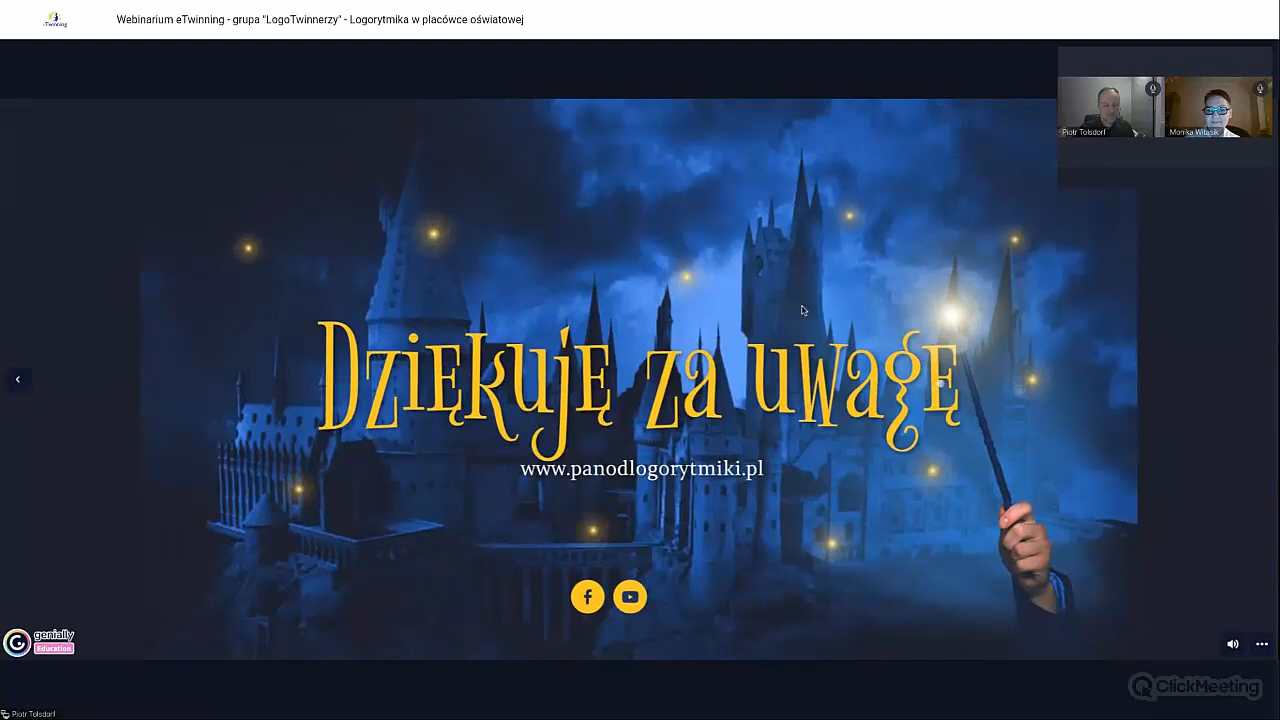 eTwinning
Webinarium eTwinning - grupa "LogoTwinnerzy" - Logorytmika w placówce oświatowej
Piotr Tolsdorf
Monika Witasik
Dziękuję za uwagę
www.panodlogorytmiki.pl
genially
Education
ClickMeeting
Piotr Tolsdorf